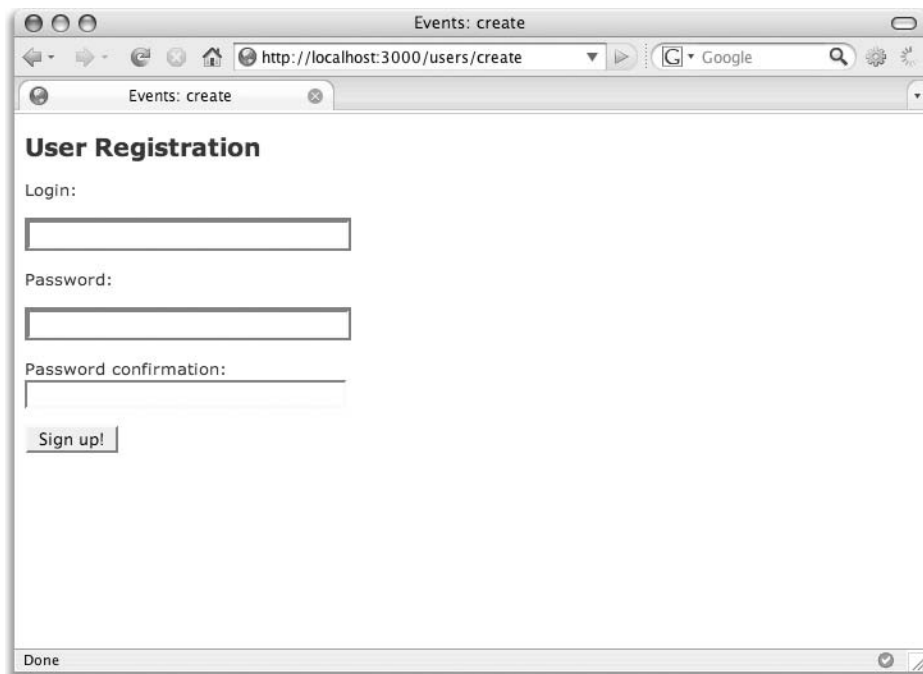 Events: create
http://localhost:3000/users/create
G Google
Events: create
User Registration
Login:
Password:
Password confirmation:
Sign up!
Done